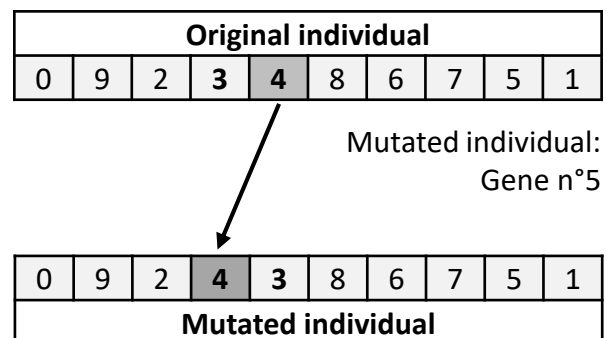 Original individual
0 9 2 3 4 8 6 7 5 1
Mutated individual:
Gene n°5
0 9 2 4 3 8 6 7 5 1
Mutated individual